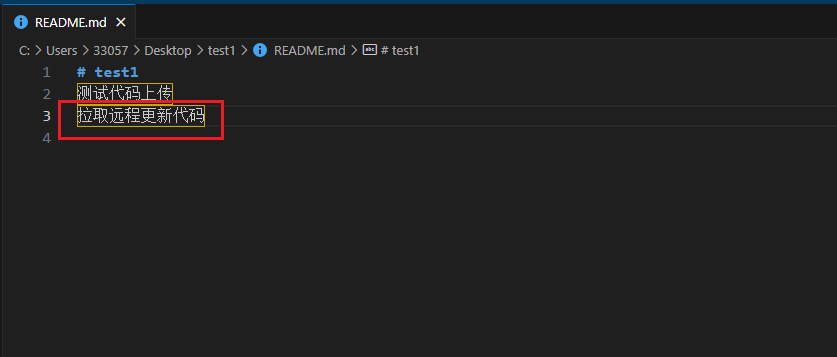 README.md
C: > Users > 33057 > Desktop > test1 > README.md > # test1
1 # test1
2 测试代码上传
3 拉取远程更新代码
4